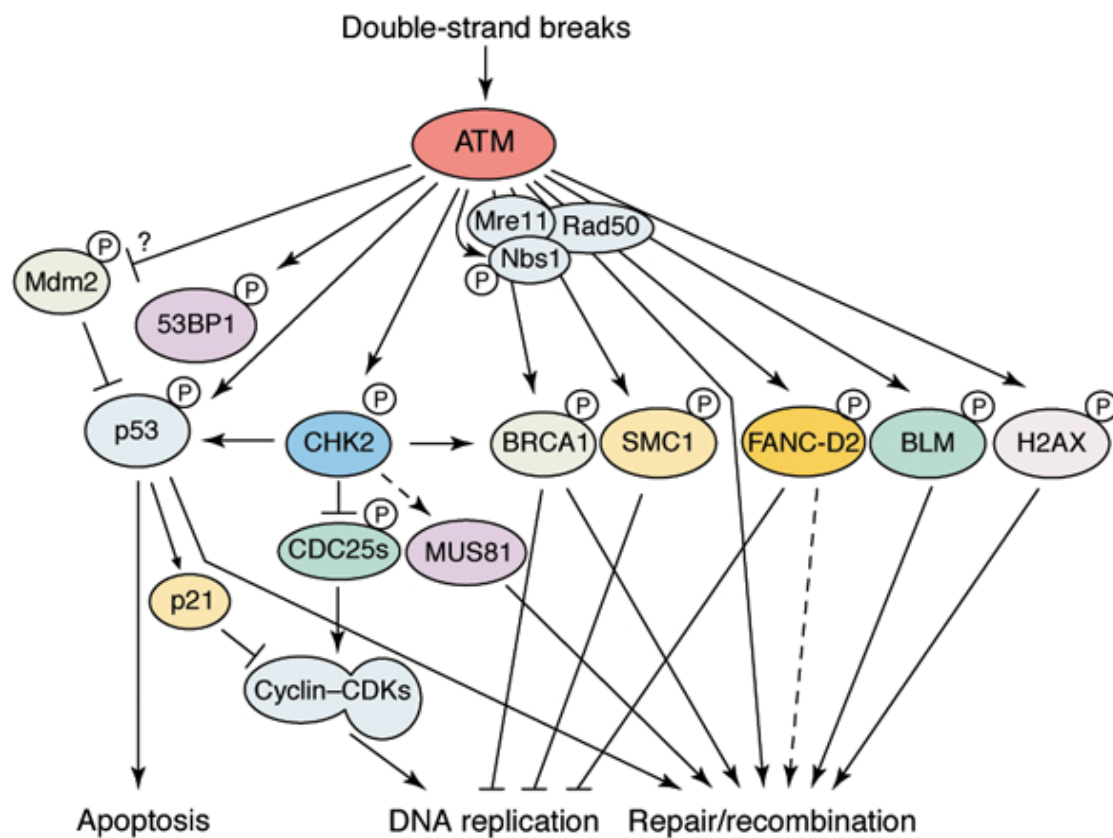 Double-strand breaks
ATM
Mre11
Rad50
Nbs1
P
P
?
Mdm2
P
53BP1
P
p53
P
CHK2
P
BRCA1
P
SMC1
P
FANC-D2
P
BLM
P
H2AX
P
CDC25s
P
MUS81
p21
Cyclin–CDKs
Apoptosis
DNA replication
Repair/recombination